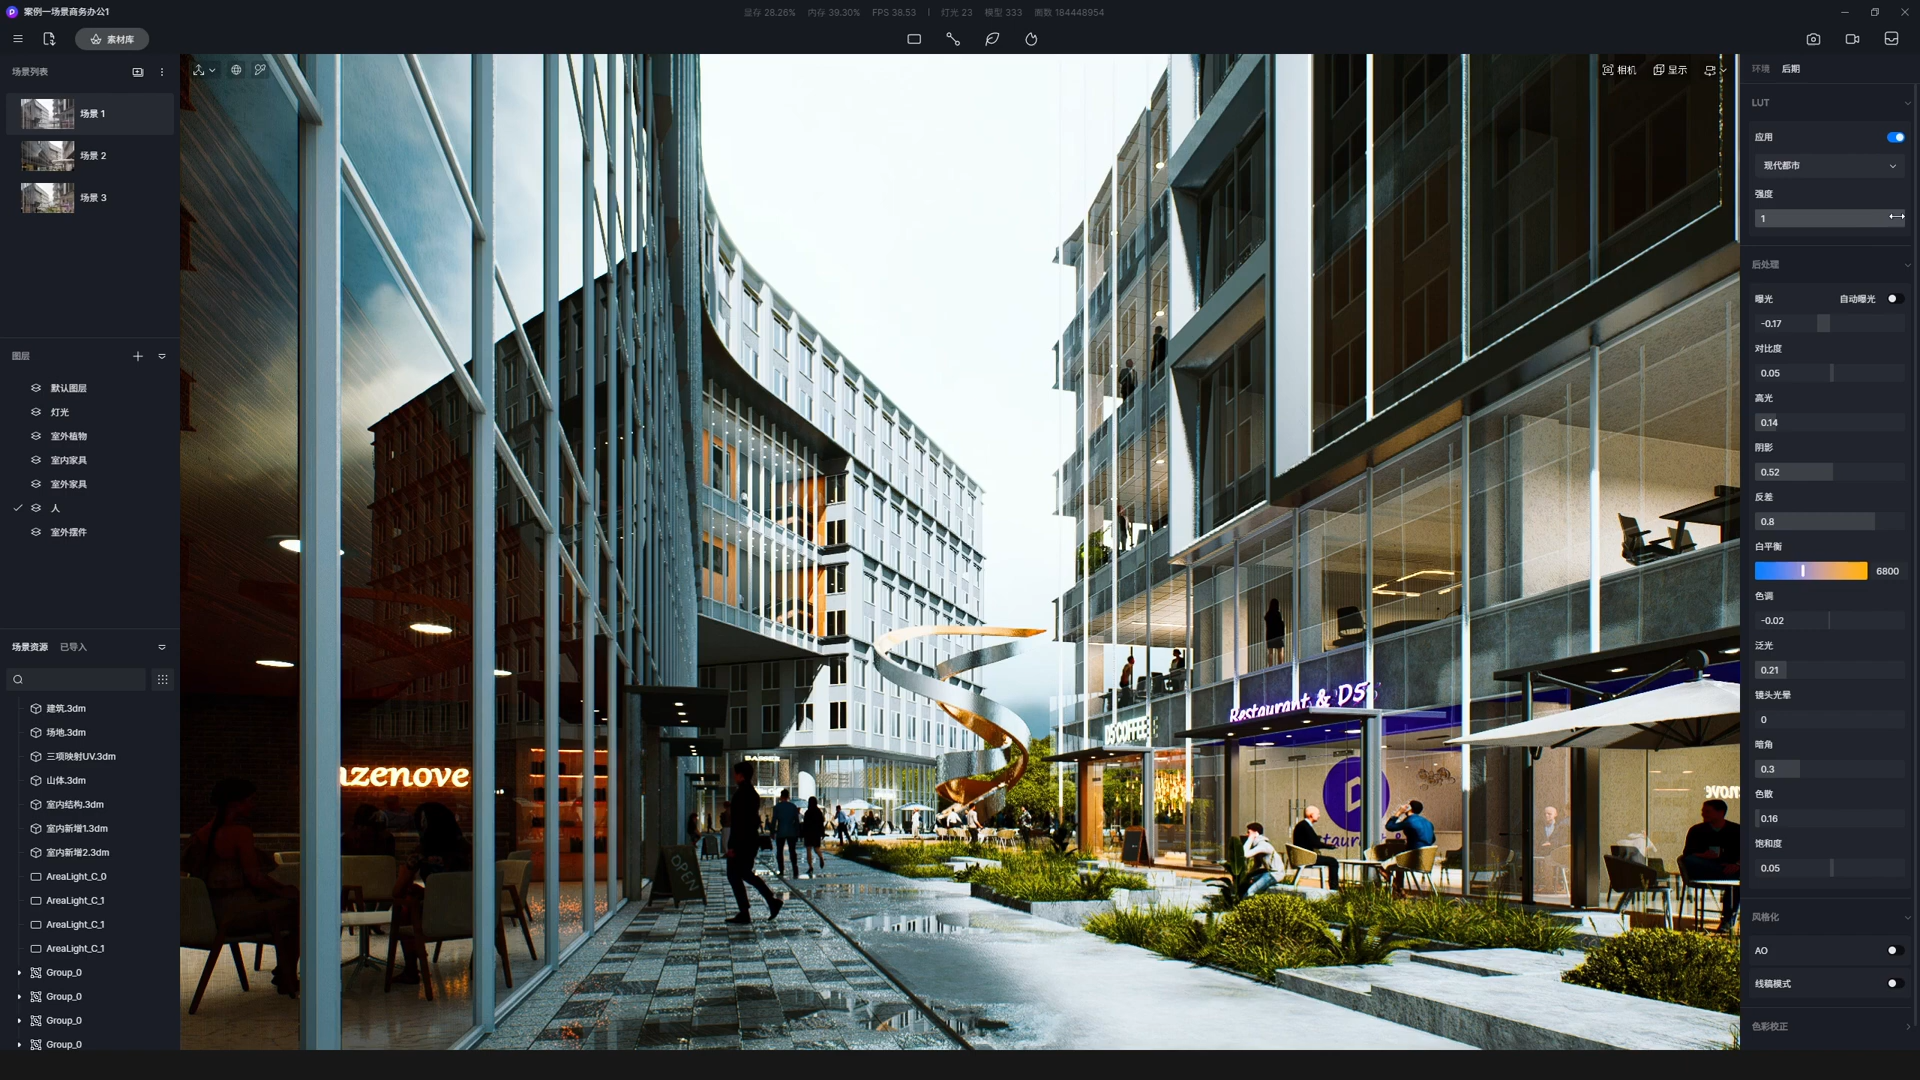 案例一场景商务办公1
显存 28.26% 内存 39.30% FPS 38.53 | 灯光 23 模型 333 面数 184448954
素材库
场景列表
场景 1
场景 2
场景 3
图层
默认图层
灯光
室外植物
室内家具
室外家具
人
室外摆件
场景资源 已导入
建筑.3dm
场地.3dm
三项映射UV.3dm
山体.3dm
室内结构.3dm
室内新增1.3dm
室内新增2.3dm
AreaLight_C_0
AreaLight_C_1
AreaLight_C_1
AreaLight_C_1
Group_0
Group_0
Group_0
Group_0
相机 显示
azenove
OPEN
D5 COFFEE
Restaurant & D5
环境 后期
LUT
应用
现代都市
强度
1
后处理
曝光 自动曝光
-0.17
对比度
0.05
高光
0.14
阴影
0.52
反差
0.8
白平衡
6800
色调
-0.02
泛光
0.21
镜头光晕
0
暗角
0.3
色散
0.16
饱和度
0.05
风格化
AO
线稿模式
色彩校正